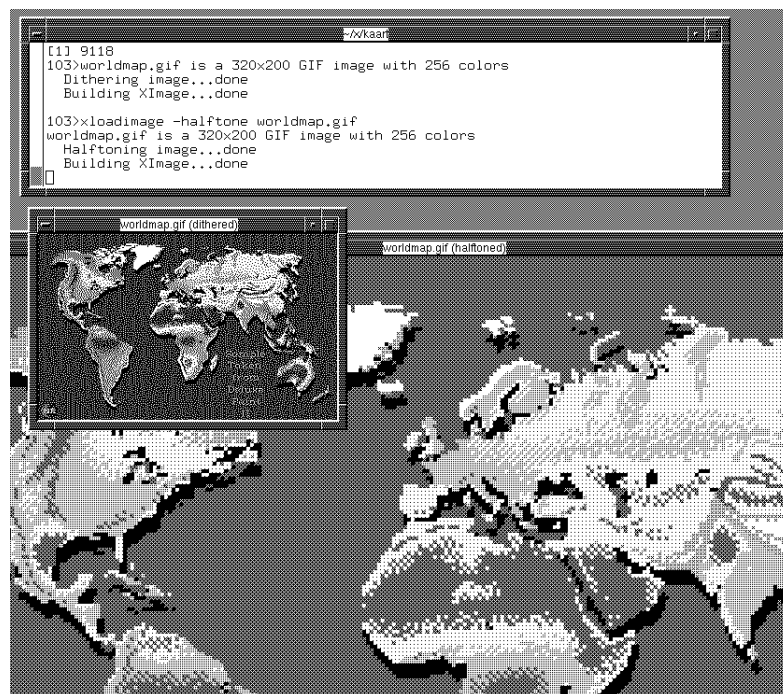 ~/x/kaart
[1] 9118
103>worldmap.gif is a 320x200 GIF image with 256 colors
Dithering image...done
Building XImage...done
103>xloadimage -halftone worldmap.gif
worldmap.gif is a 320x200 GIF image with 256 colors
Halftoning image...done
Building XImage...done
worldmap.gif (dithered)
worldmap.gif (halftoned)